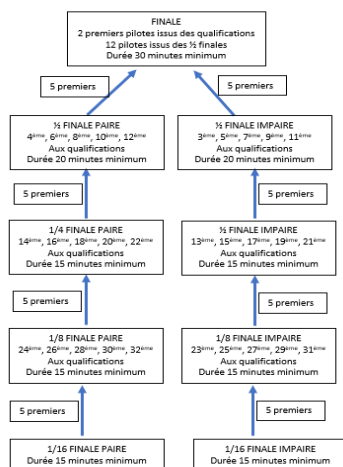 FINALE
2 premiers pilotes issus des qualifications
12 pilotes issus des ½ finales
Durée 30 minutes minimum
5 premiers
5 premiers
½ FINALE PAIRE
4ème, 6ème, 8ème, 10ème, 12ème
Aux qualifications
Durée 20 minutes minimum
½ FINALE IMPAIRE
3ème, 5ème, 7ème, 9ème, 11ème
Aux qualifications
Durée 20 minutes minimum
5 premiers
5 premiers
1/4 FINALE PAIRE
14ème, 16ème, 18ème, 20ème, 22ème
Aux qualifications
Durée 15 minutes minimum
½ FINALE IMPAIRE
13ème, 15ème, 17ème, 19ème, 21ème
Aux qualifications
Durée 15 minutes minimum
5 premiers
5 premiers
1/8 FINALE PAIRE
24ème, 26ème, 28ème, 30ème, 32ème
Aux qualifications
Durée 15 minutes minimum
1/8 FINALE IMPAIRE
23ème, 25ème, 27ème, 29ème, 31ème
Aux qualifications
Durée 15 minutes minimum
5 premiers
5 premiers
1/16 FINALE PAIRE
Durée 15 minutes minimum
1/16 FINALE IMPAIRE
Durée 15 minutes minimum